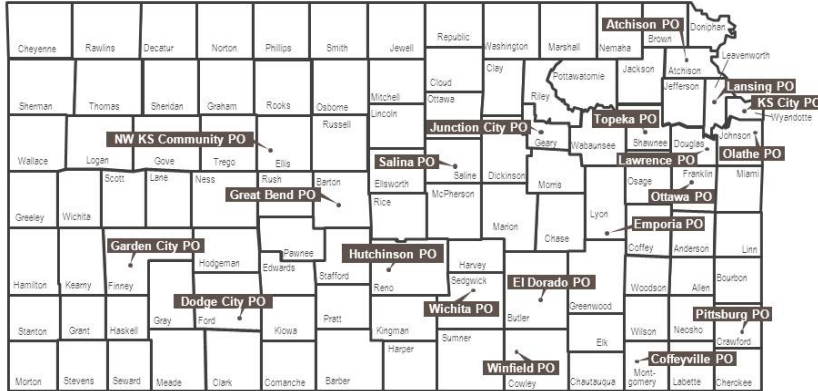 Atchison PO
Doniphan
Cheyenne
Rawlins
Decatur
Norton
Phillips
Smith
Jewell
Republic
Washington
Marshall
Nemaha
Brown
Leavenworth
Cloud
Clay
Pottawatomie
Jackson
Atchison
Riley
Jefferson
Lansing PO
Sherman
Thomas
Sheridan
Graham
Rooks
Osborne
Mitchell
Ottawa
KS City PO
Lincoln
Wyandotte
Russell
Junction City PO
Topeka PO
Johnson
NW KS Community PO
Geary
Wabaunsee
Shawnee
Douglas
Olathe PO
Wallace
Logan
Gove
Trego
Ellis
Salina PO
Lawrence PO
Scott
Lane
Ness
Rush
Barton
Ellsworth
Saline
Dickinson
Morris
Osage
Franklin
Miami
Great Bend PO
Rice
McPherson
Ottawa PO
Greeley
Wichita
Lyon
Emporia PO
Marion
Chase
Garden City PO
Pawnee
Hutchinson PO
Coffey
Anderson
Linn
Hodgeman
Edwards
Stafford
Harvey
Hamilton
Kearny
Finney
Reno
Sedgwick
El Dorado PO
Woodson
Allen
Bourbon
Dodge City PO
Wichita PO
Greenwood
Stanton
Grant
Haskell
Gray
Ford
Kiowa
Pratt
Kingman
Butler
Pittsburg PO
Wilson
Neosho
Crawford
Sumner
Elk
Harper
Winfield PO
Coffeyville PO
Morton
Stevens
Seward
Meade
Clark
Comanche
Barber
Cowley
Chautauqua
Mont-
gomery
Labette
Cherokee